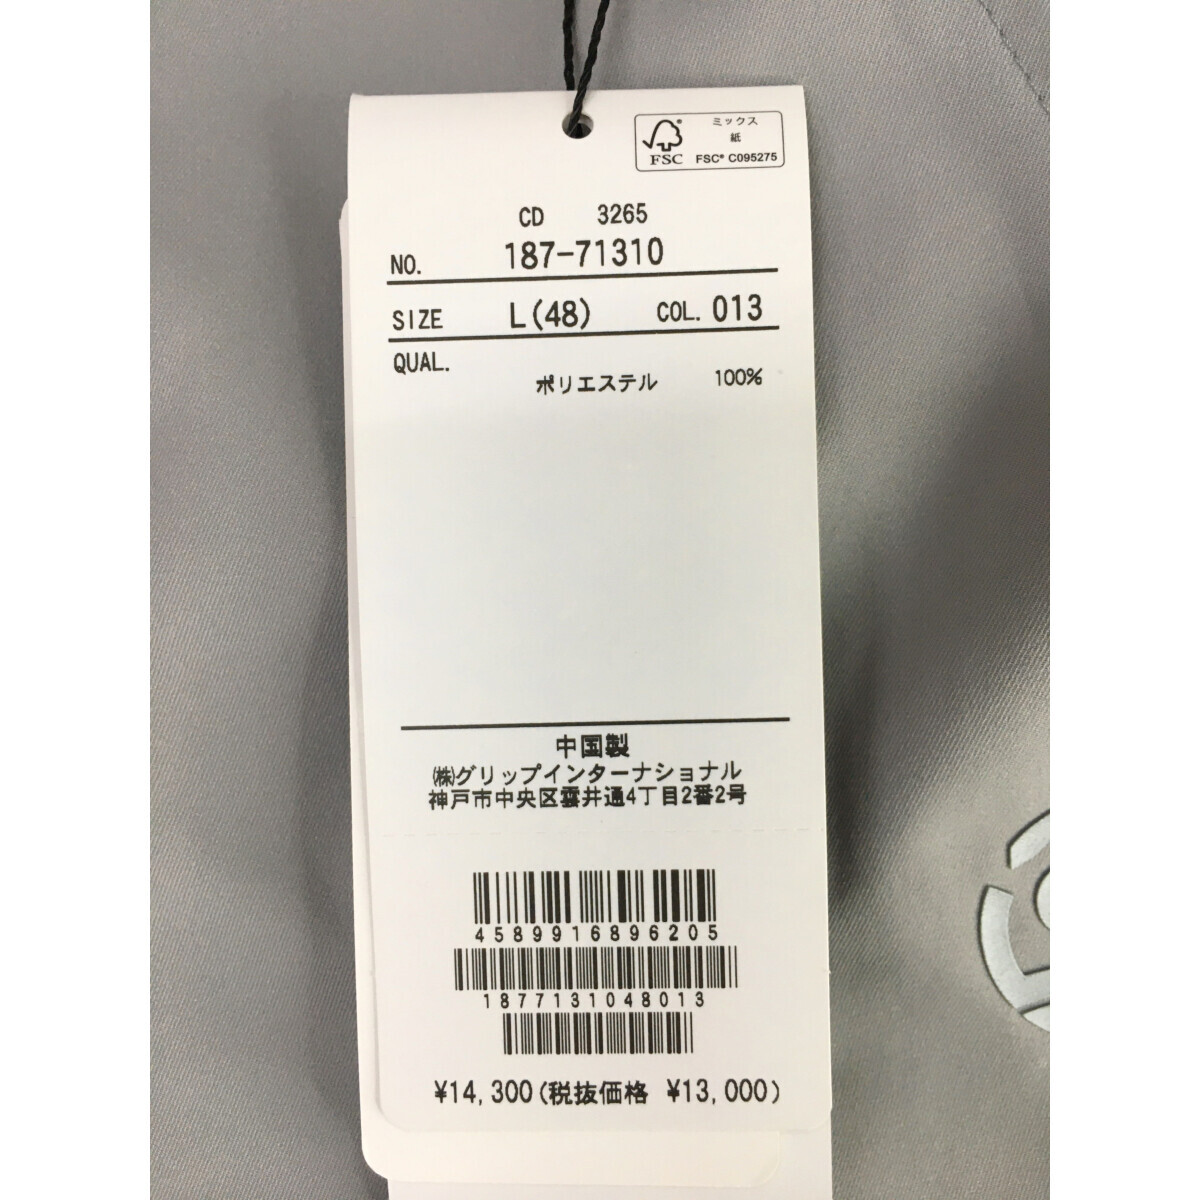 ミックス
紙
FSC® C095275
FSC
CD 3265
NO. 187-71310
SIZE L(48) COL. 013
QUAL.
ポリエステル 100%
中国製
㈱グリップインターナショナル
神戸市中央区雲井通4丁目2番2号
4589916896205
1877131048013
¥14,300(税抜価格 ¥13,000)